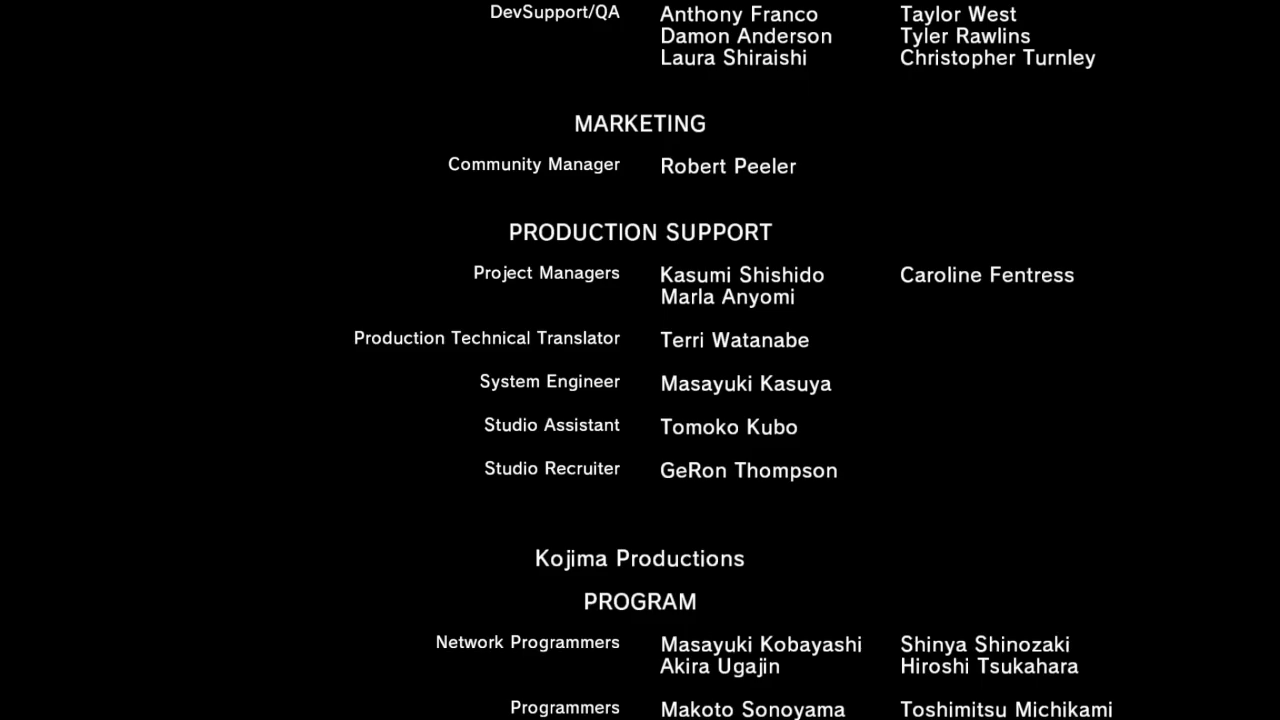 DevSupport/QA Anthony Franco Taylor West
Damon Anderson Tyler Rawlins
Laura Shiraishi Christopher Turnley
MARKETING
Community Manager Robert Peeler
PRODUCTION SUPPORT
Project Managers Kasumi Shishido Caroline Fentress
Marla Anyomi
Production Technical Translator Terri Watanabe
System Engineer Masayuki Kasuya
Studio Assistant Tomoko Kubo
Studio Recruiter GeRon Thompson
Kojima Productions
PROGRAM
Network Programmers Masayuki Kobayashi Shinya Shinozaki
Akira Ugajin Hiroshi Tsukahara
Programmers Makoto Sonoyama Toshimitsu Michikami